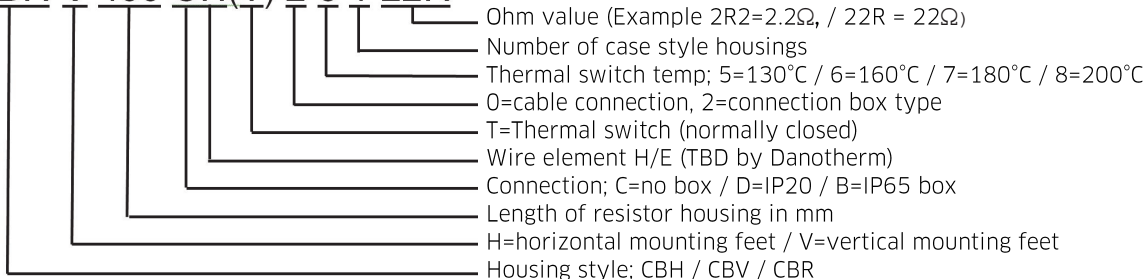 Ohm value (Example 2R2=2.2Ω, / 22R = 22Ω)
Number of case style housings
Thermal switch temp; 5=130°C / 6=160°C / 7=180°C / 8=200°C
0=cable connection, 2=connection box type
T=Thermal switch (normally closed)
Wire element H/E (TBD by Danotherm)
Connection; C=no box / D=IP20 / B=IP65 box
Length of resistor housing in mm
H=horizontal mounting feet / V=vertical mounting feet
Housing style; CBH / CBV / CBR